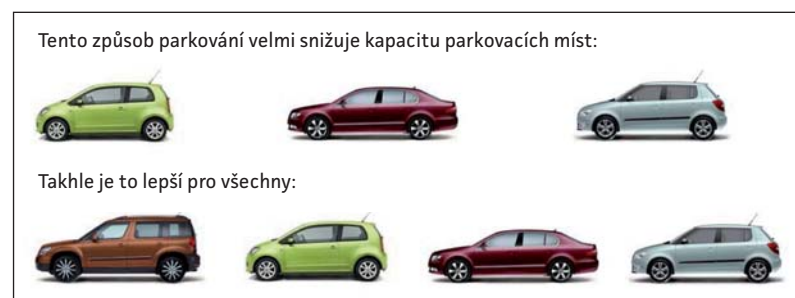 Tento způsob parkování velmi snižuje kapacitu parkovacích míst:
Takhle je to lepší pro všechny: